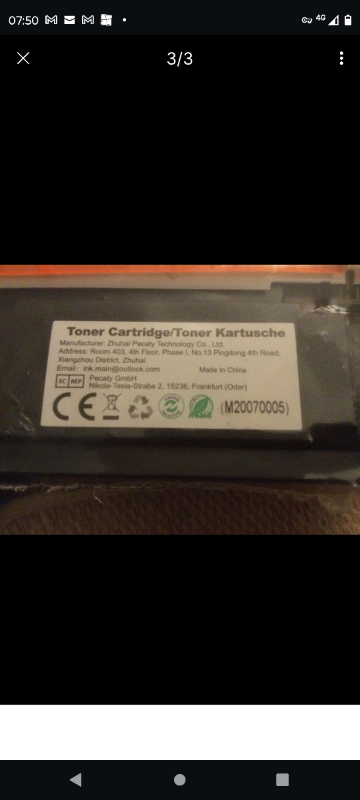 07:50
4G
3/3
Toner Cartridge/Toner Kartusche
Manufacturer: Zhuhai Pecaty Technology Co., Ltd.
Address: Room 403, 4th Floor, Phase I, No.13 Pingdong 4th Road,
Xiangzhou District, Zhuhai
Email: ink.main@outlook.com Made in China
EC REP Pecaty GmbH
Nikola-Tesla-Strabe 2, 15236, Frankfurt (Oder)
CE (M20070005)